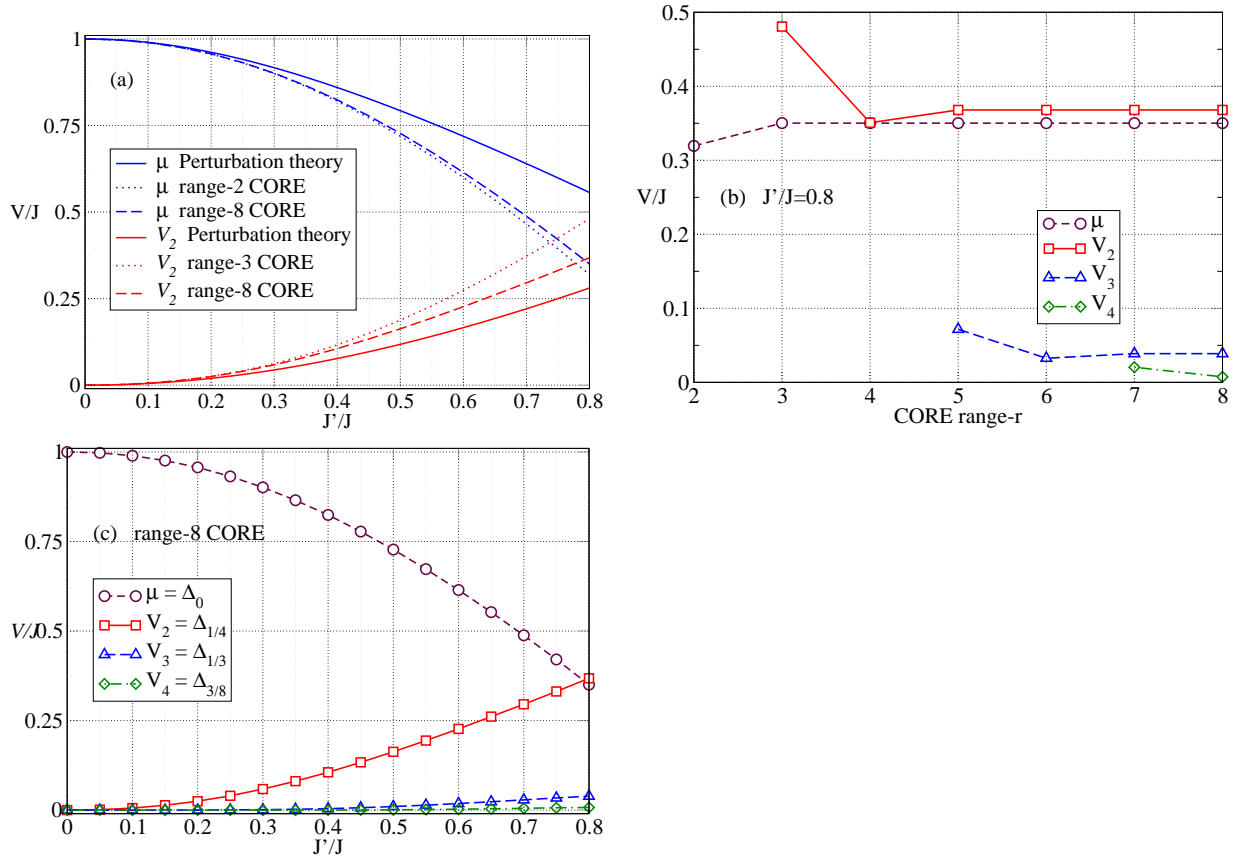 1
0.75
V/J
0.5
0.25
0
(a)
μ Perturbation theory
μ range-2 CORE
μ range-8 CORE
V2 Perturbation theory
V2 range-3 CORE
V2 range-8 CORE
0 0.1 0.2 0.3 0.4 0.5 0.6 0.7 0.8
J'/J
0.5
0.4
0.3
V/J
0.2
0.1
0
(b) J'/J=0.8
μ
V2
V3
V4
2 3 4 5 6 7 8
CORE range-r
1
0.75
V/J
0.5
0.25
0
(c) range-8 CORE
μ = Δ0
V2 = Δ1/4
V3 = Δ1/3
V4 = Δ3/8
0 0.1 0.2 0.3 0.4 0.5 0.6 0.7 0.8
J'/J